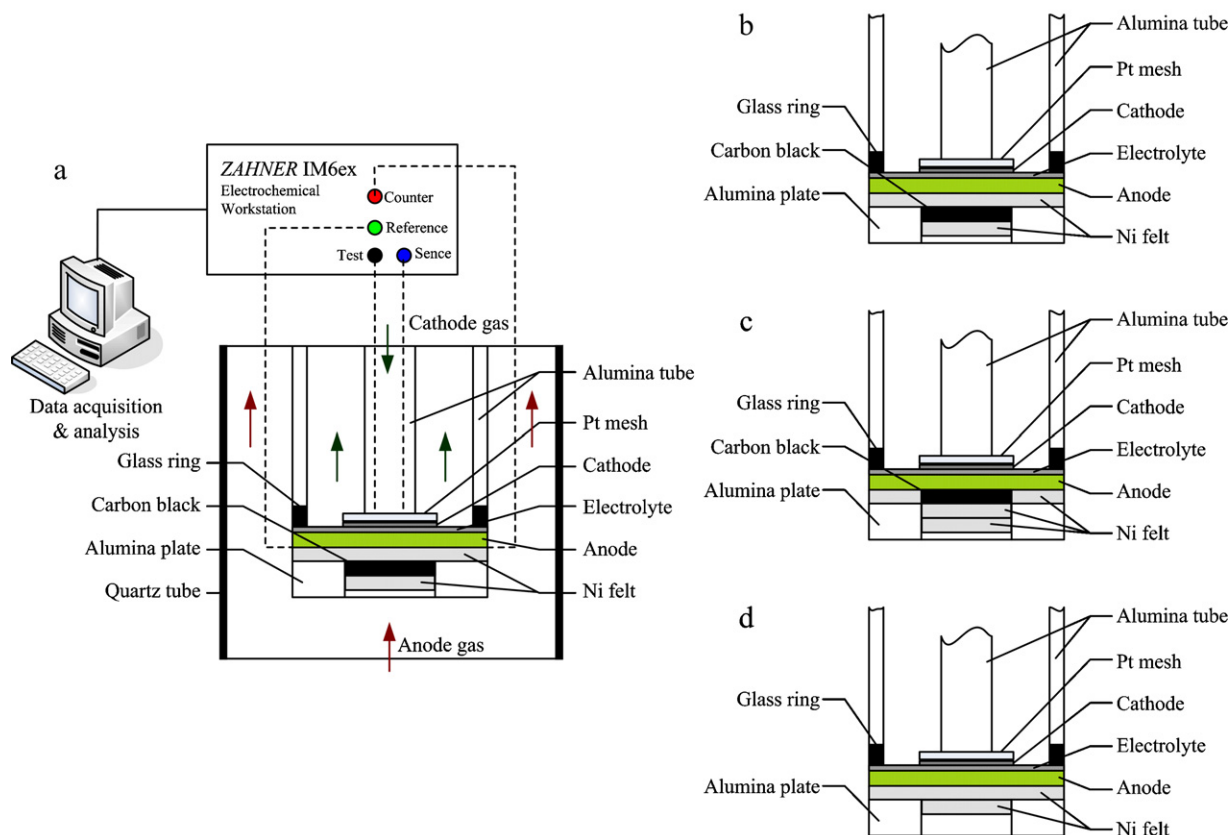 a
ZAHNER IM6ex
Electrochemical
Workstation
Counter
Reference
Test
Sence
Data acquisition
& analysis
Cathode gas
Alumina tube
Pt mesh
Cathode
Electrolyte
Anode
Ni felt
Glass ring
Carbon black
Alumina plate
Quartz tube
Anode gas
b
Glass ring
Carbon black
Alumina plate
Alumina tube
Pt mesh
Cathode
Electrolyte
Anode
Ni felt
c
Glass ring
Carbon black
Alumina plate
Alumina tube
Pt mesh
Cathode
Electrolyte
Anode
Ni felt
d
Glass ring
Alumina plate
Alumina tube
Pt mesh
Cathode
Electrolyte
Anode
Ni felt